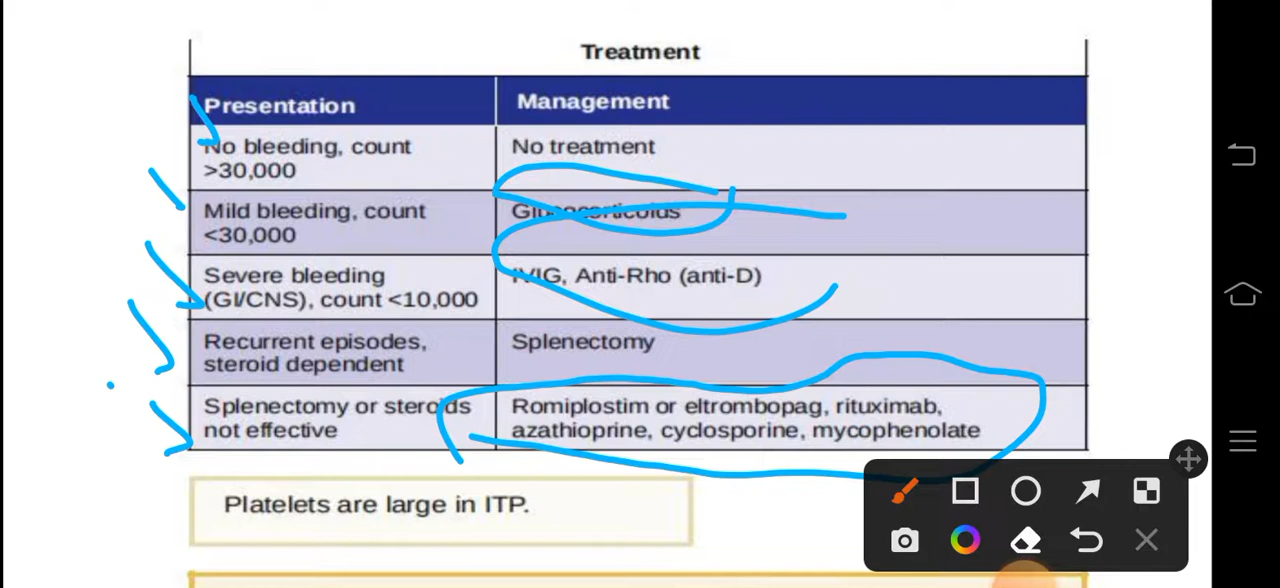 Treatment
Presentation
Management
No bleeding, count
>30,000
No treatment
Mild bleeding, count
<30,000
Glucocorticoids
Severe bleeding
(GI/CNS), count <10,000
IVIG, Anti-Rho (anti-D)
Recurrent episodes,
steroid dependent
Splenectomy
Splenectomy or steroids
not effective
Romiplostim or eltrombopag, rituximab,
azathioprine, cyclosporine, mycophenolate
Platelets are large in ITP.